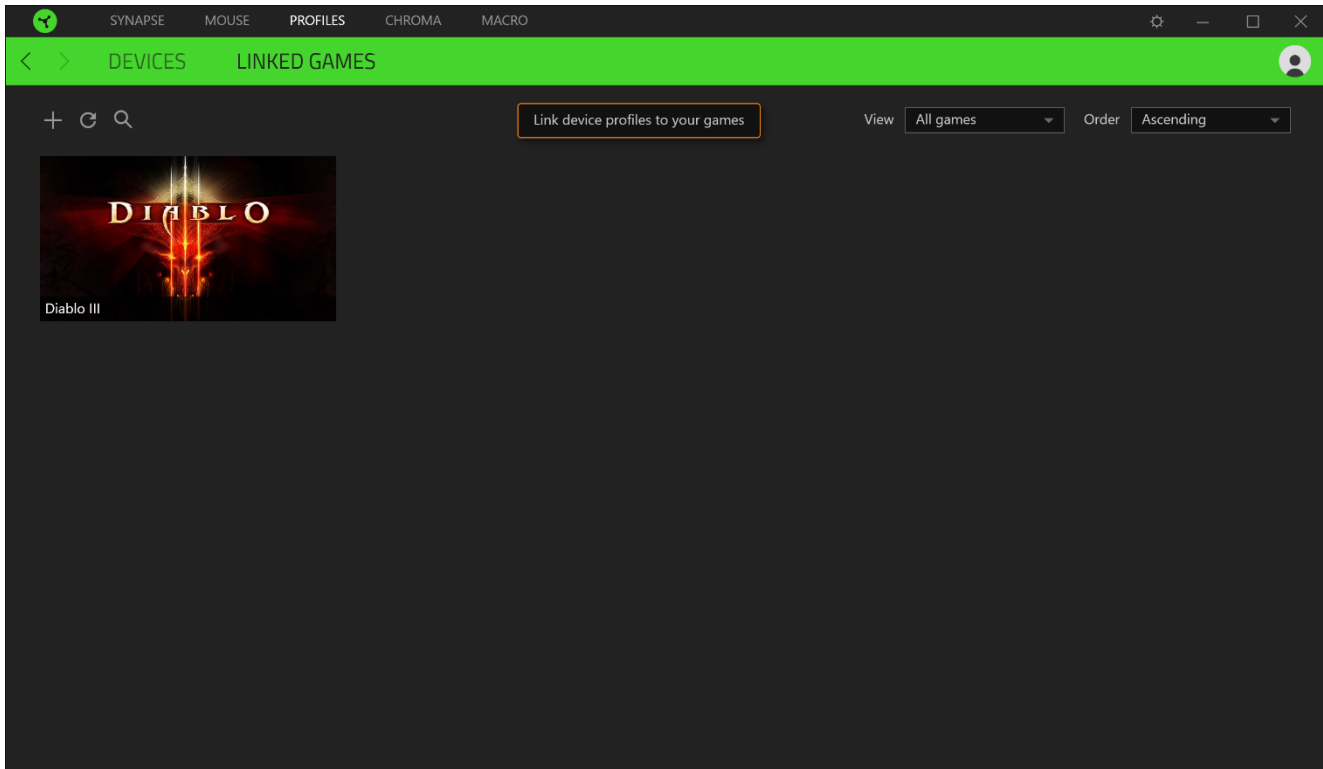 SYNAPSE MOUSE PROFILES CHROMA MACRO
DEVICES LINKED GAMES
Link device profiles to your games View All games Order Ascending
DIABLO
Diablo III